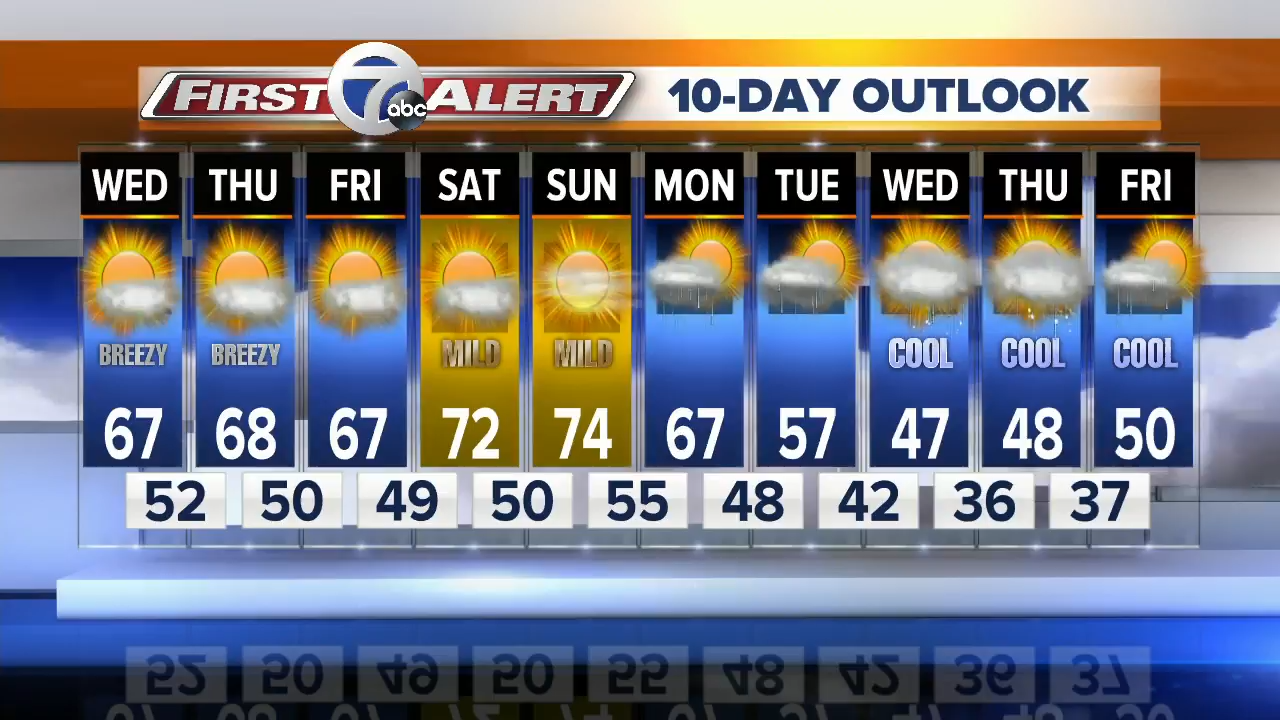 FIRST 7 abc ALERT 10-DAY OUTLOOK
WED THU FRI SAT SUN MON TUE WED THU FRI
BREEZY BREEZY MILD MILD COOL COOL COOL
67 68 67 72 74 67 57 47 48 50
52 50 49 50 55 48 42 36 37